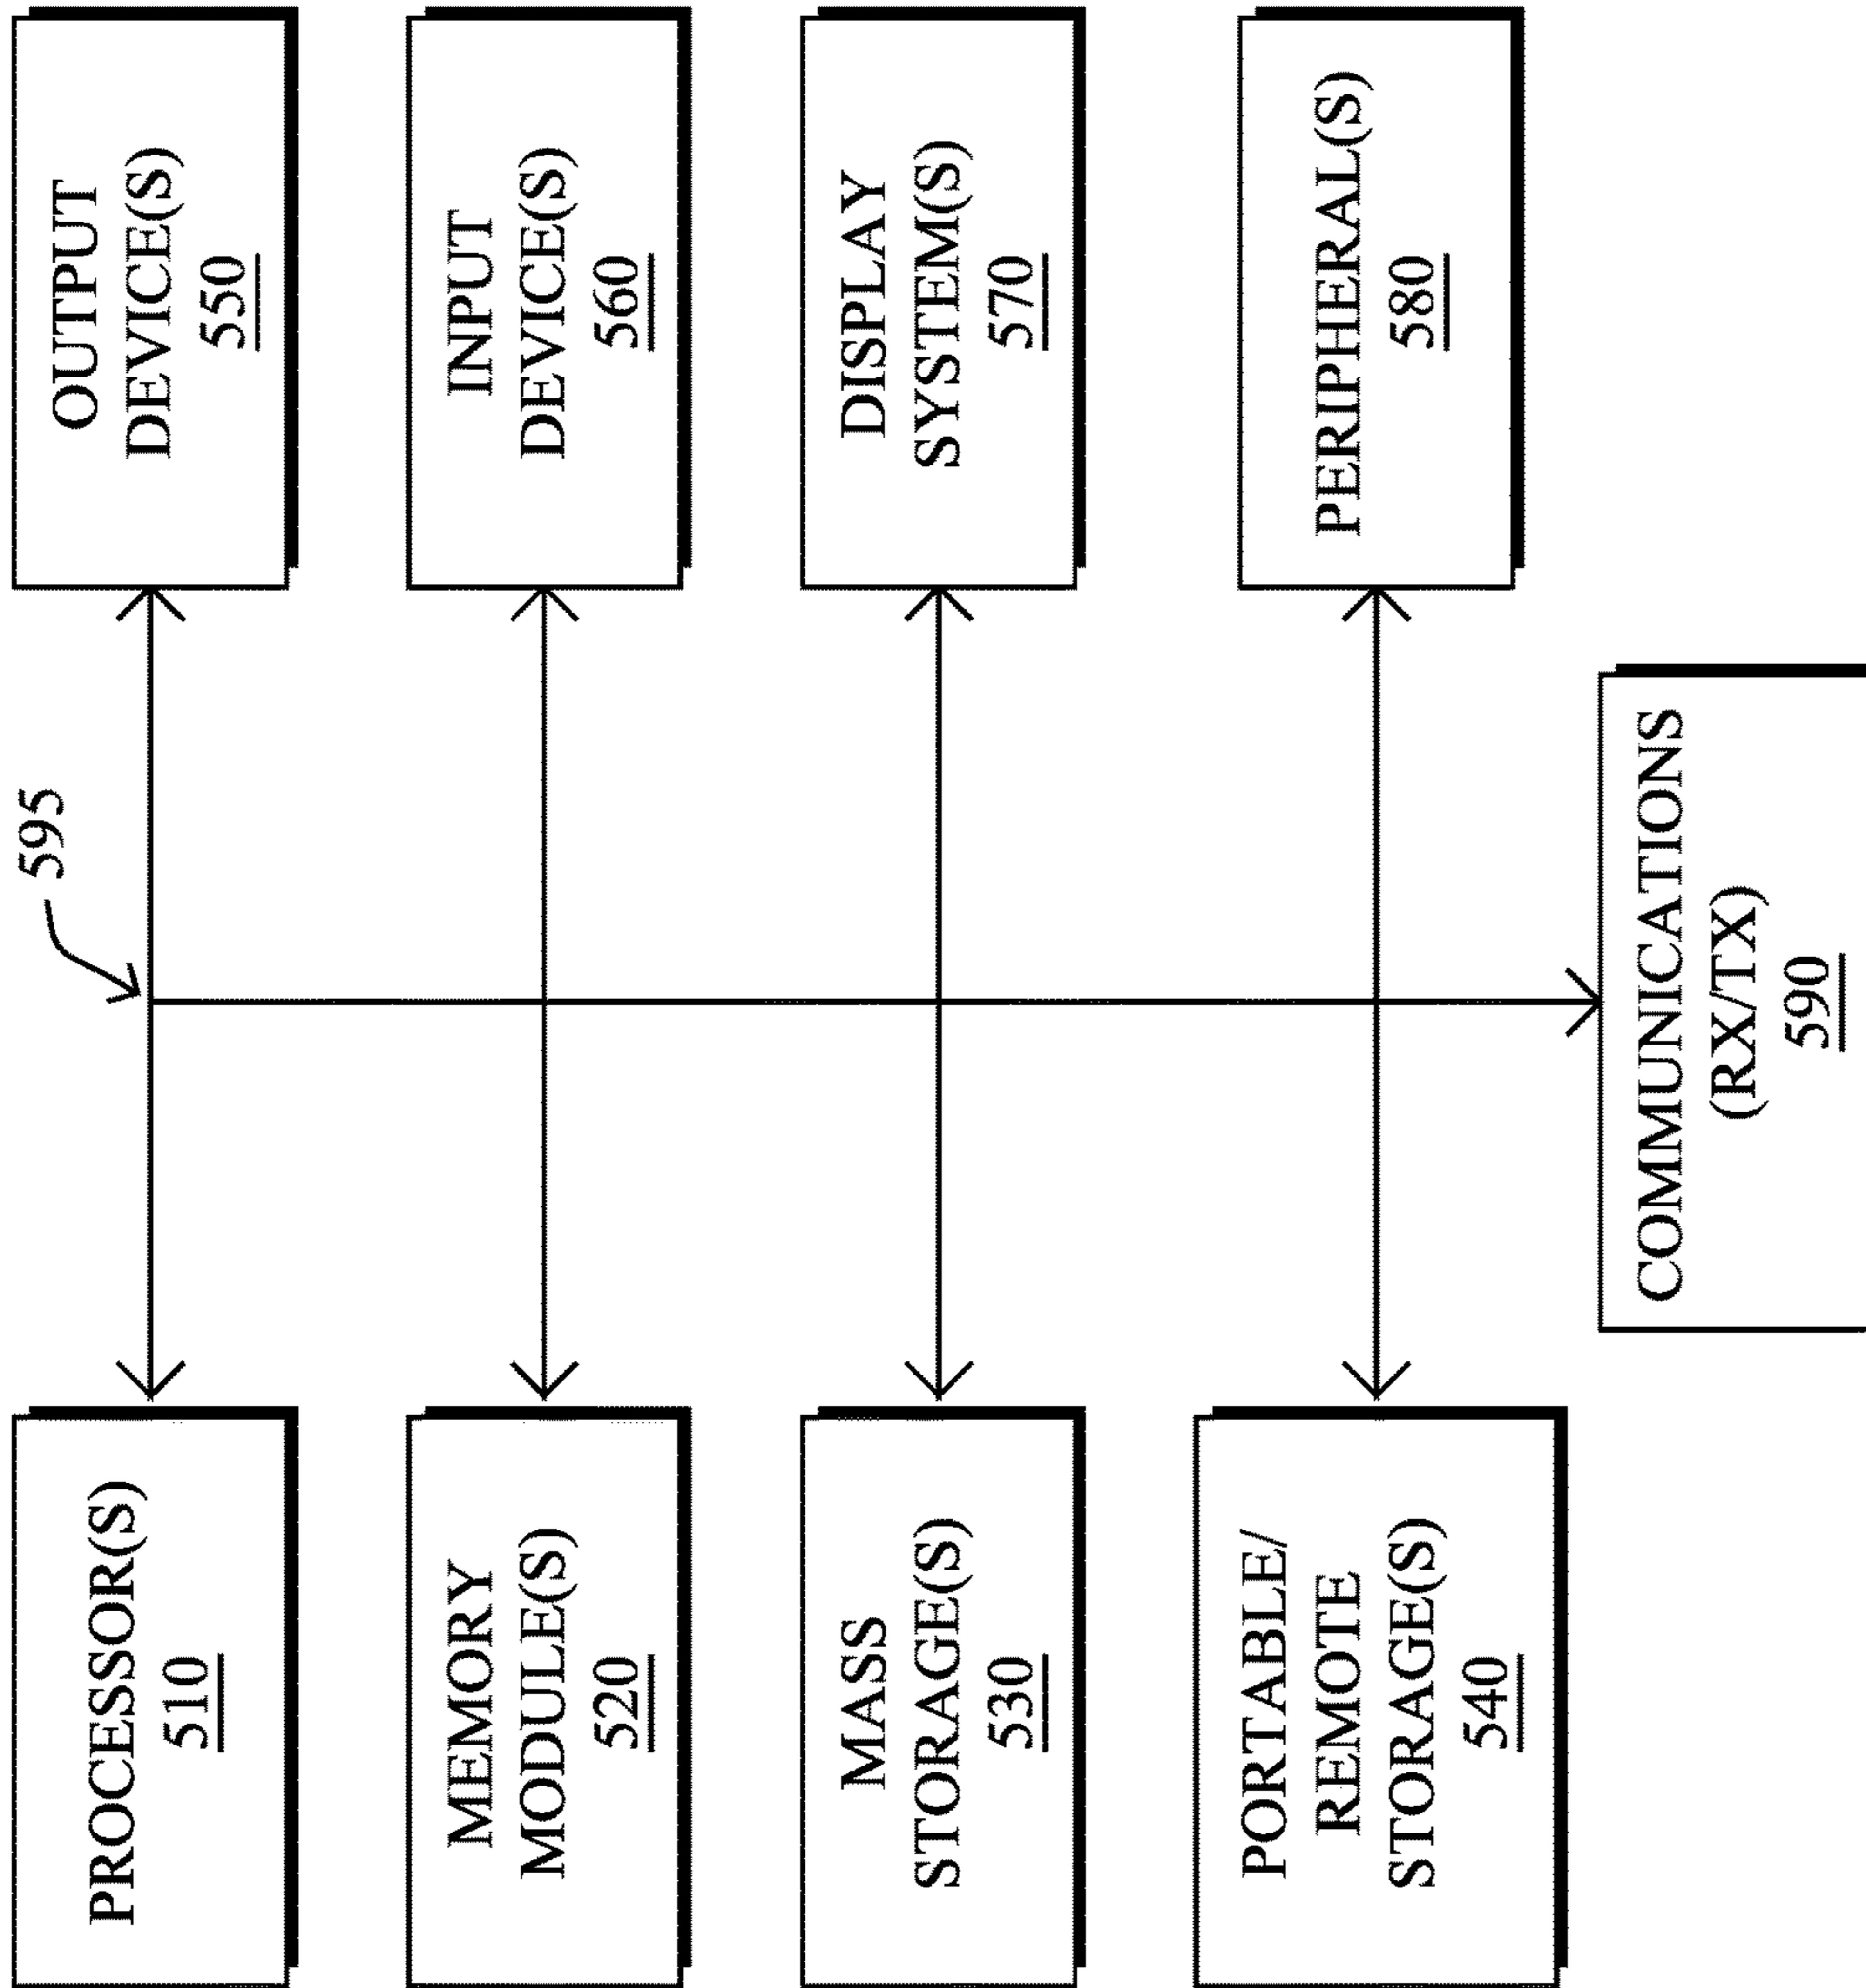 PROCESSOR(S)
510
MEMORY
MODULE(S)
520
MASS
STORAGE(S)
530
PORTABLE/
REMOTE
STORAGE(S)
540
595
OUTPUT
DEVICE(S)
550
INPUT
DEVICE(S)
560
DISPLAY
SYSTEM(S)
570
PERIPHERAL(S)
580
COMMUNICATIONS
(RX/TX)
590